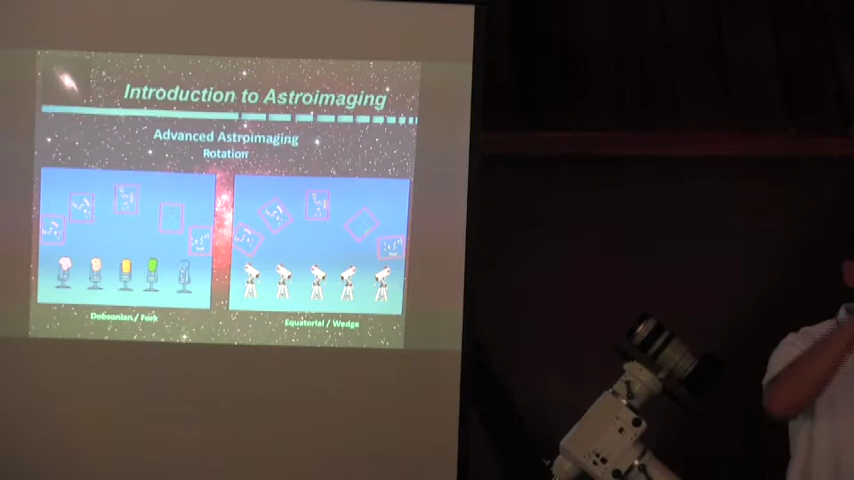 Introduction to Astroimaging
Advanced Astroimaging
Rotation
Dobsonian / Fork
Equatorial / Wedge